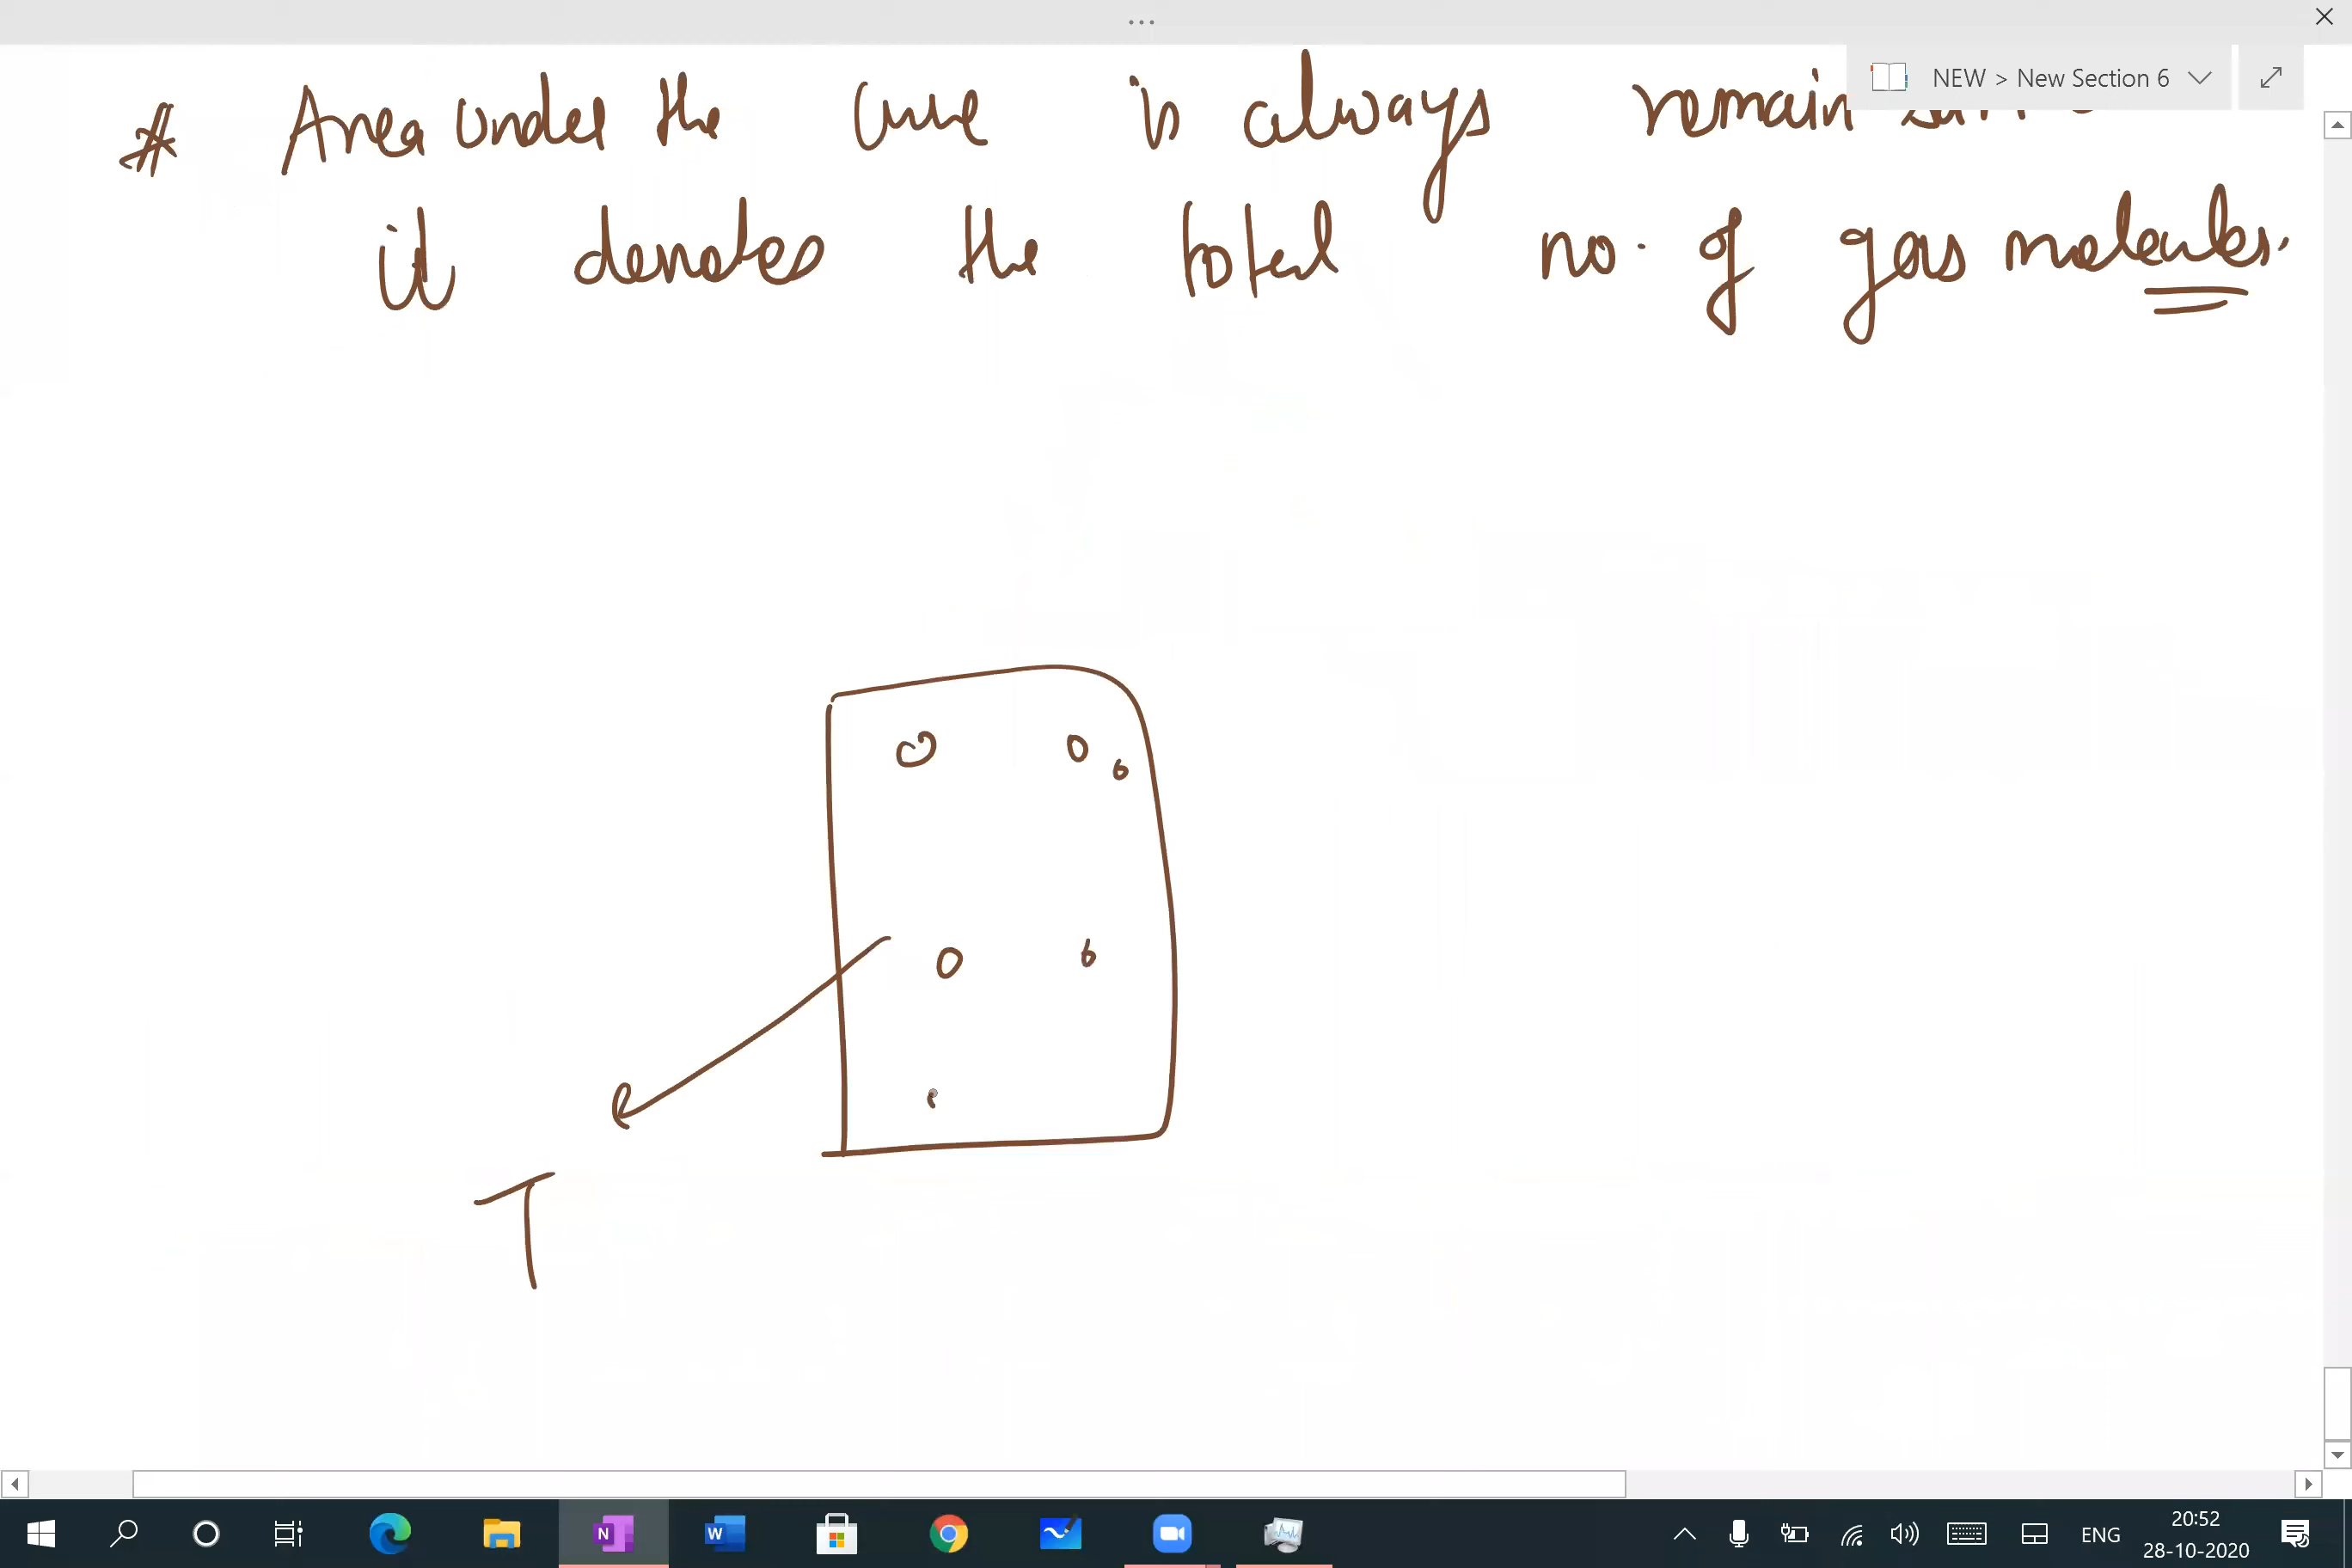 ...
NEW > New Section 6
* Area under the curve is always remain
it denotes the total no. of gas molecules.
T
ENG
20:52
28-10-2020